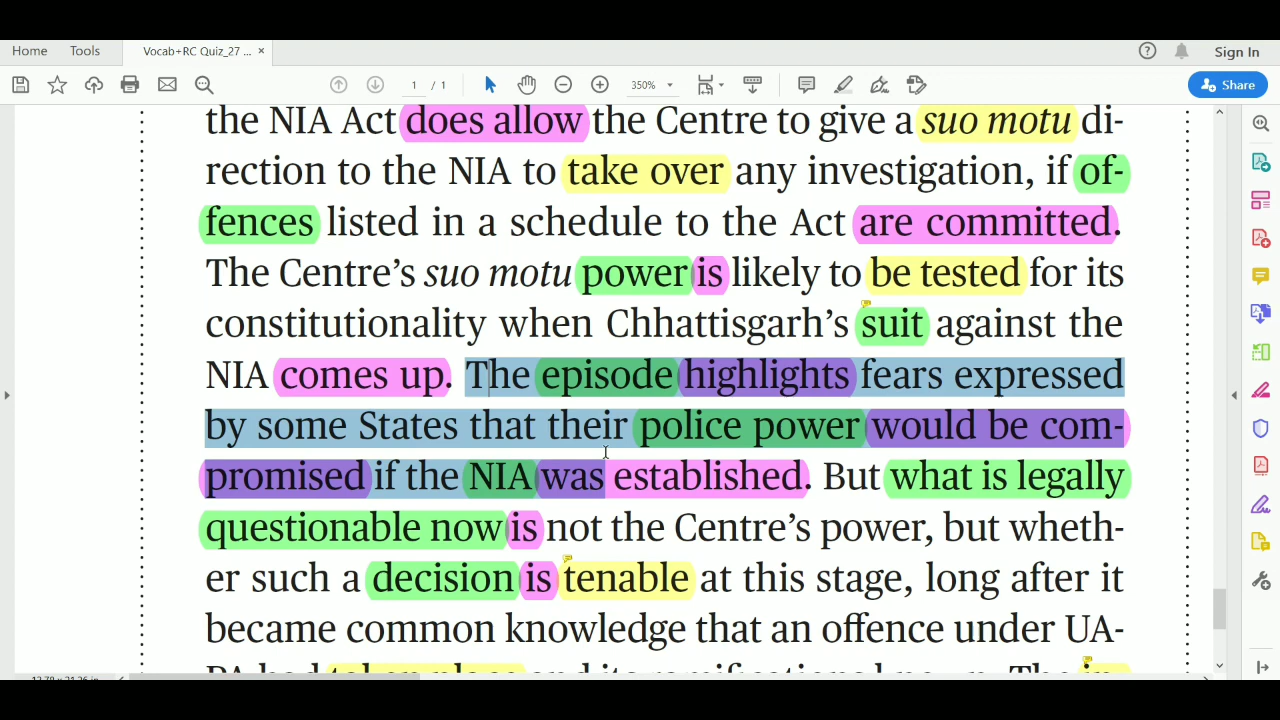 Home Tools Vocab+RC Quiz_27 ... × Sign In
1 / 1 350% Share
the NIA Act does allow the Centre to give a suo motu di-
rection to the NIA to take over any investigation, if of-
fences listed in a schedule to the Act are committed.
The Centre's suo motu power is likely to be tested for its
constitutionality when Chhattisgarh's suit against the
NIA comes up. The episode highlights fears expressed
by some States that their police power would be com-
promised if the NIA was established. But what is legally
questionable now is not the Centre's power, but wheth-
er such a decision is tenable at this stage, long after it
became common knowledge that an offence under UA-